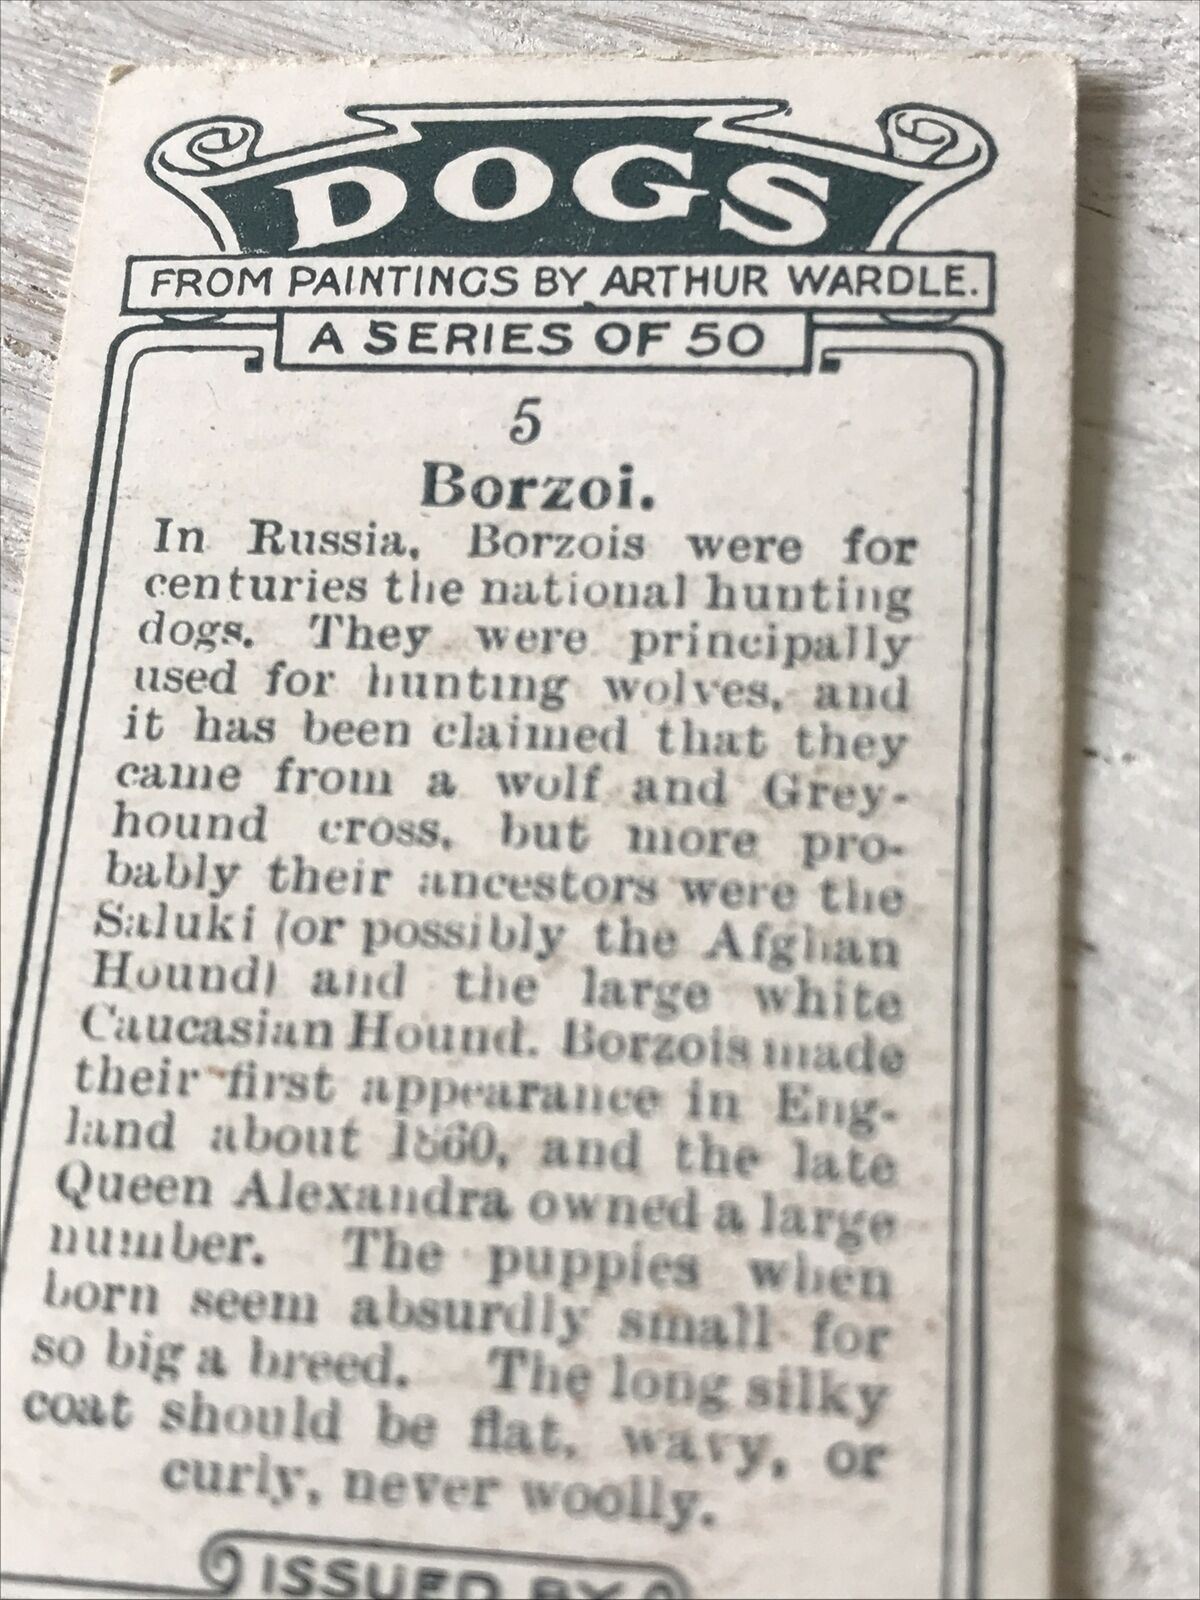 DOGS
FROM PAINTINGS BY ARTHUR WARDLE.
A SERIES OF 50
5
Borzoi.
In Russia, Borzois were for
centuries the national hunting
dogs. They were principally
used for hunting wolves, and
it has been claimed that they
came from a wolf and Grey-
hound cross, but more pro-
bably their ancestors were the
Saluki (or possibly the Afghan
Hound) and the large white
Caucasian Hound. Borzois made
their first appearance in Eng-
land about 1860, and the late
Queen Alexandra owned a large
number. The puppies when
born seem absurdly small for
so big a breed. The long silky
coat should be flat, wavy, or
curly, never woolly.
ISSUED BY